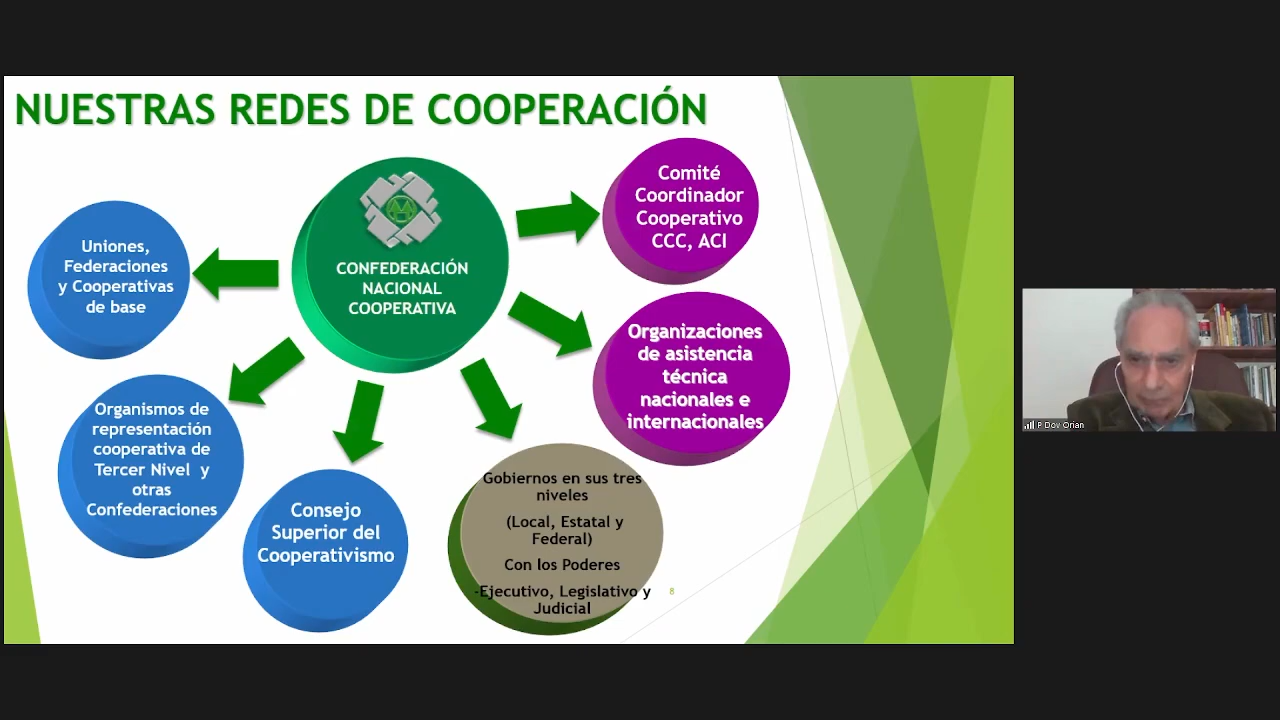 NUESTRAS REDES DE COOPERACIÓN
CONFEDERACIÓN
NACIONAL
COOPERATIVA
Comité
Coordinador
Cooperativo
CCC, ACI
Uniones,
Federaciones
y Cooperativas
de base
Organizaciones
de asistencia
técnica
nacionales e
internacionales
Organismos de
representación
cooperativa de
Tercer Nivel y
otras
Confederaciones
Consejo
Superior del
Cooperativismo
Gobiernos en sus tres
niveles
(Local, Estatal y
Federal)
Con los Poderes
-Ejecutivo, Legislativo y
Judicial
8
P Dov Orian